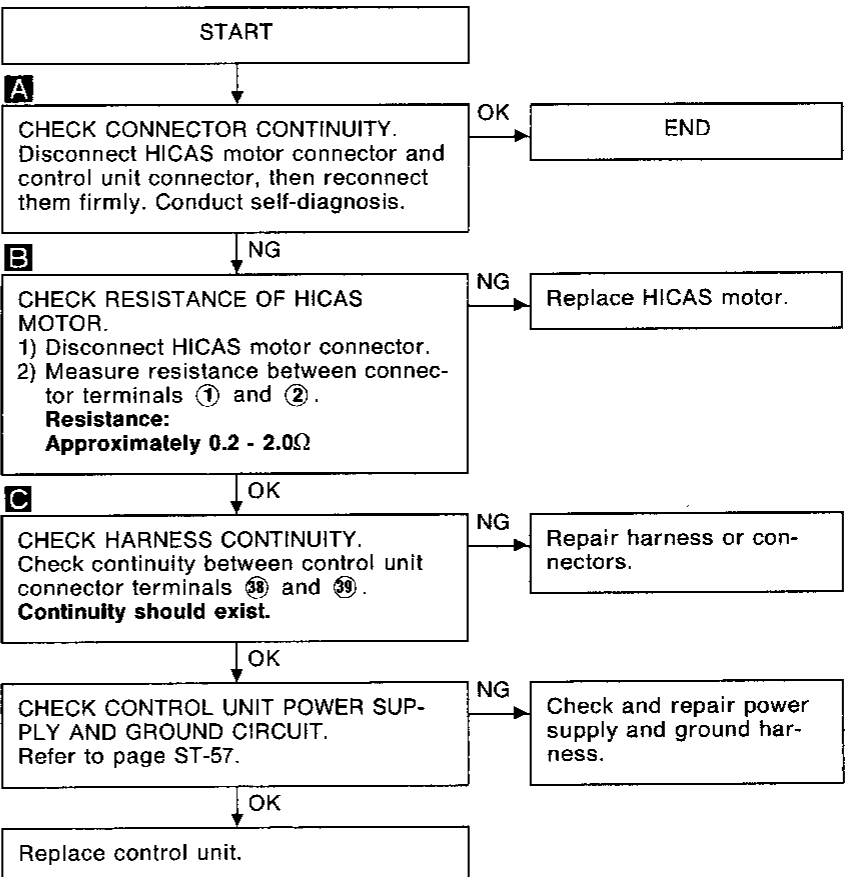 START
A
CHECK CONNECTOR CONTINUITY.
Disconnect HICAS motor connector and
control unit connector, then reconnect
them firmly. Conduct self-diagnosis.
OK
END
NG
B
CHECK RESISTANCE OF HICAS
MOTOR.
1) Disconnect HICAS motor connector.
2) Measure resistance between connec-
tor terminals ① and ②.
Resistance:
Approximately 0.2 - 2.0Ω
NG
Replace HICAS motor.
OK
C
CHECK HARNESS CONTINUITY.
Check continuity between control unit
connector terminals ㊳ and ㊴.
Continuity should exist.
NG
Repair harness or con-
nectors.
OK
CHECK CONTROL UNIT POWER SUP-
PLY AND GROUND CIRCUIT.
Refer to page ST-57.
NG
Check and repair power
supply and ground har-
ness.
OK
Replace control unit.